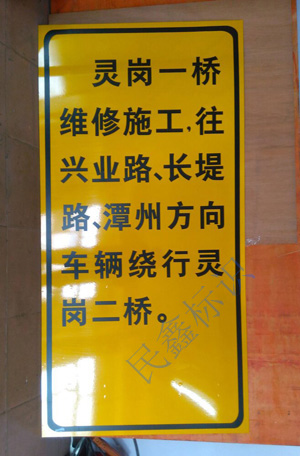 灵岗一桥
维修施工,往
兴业路、长堤
路、潭州方向
车辆绕行灵
岗二桥。
民鑫标识